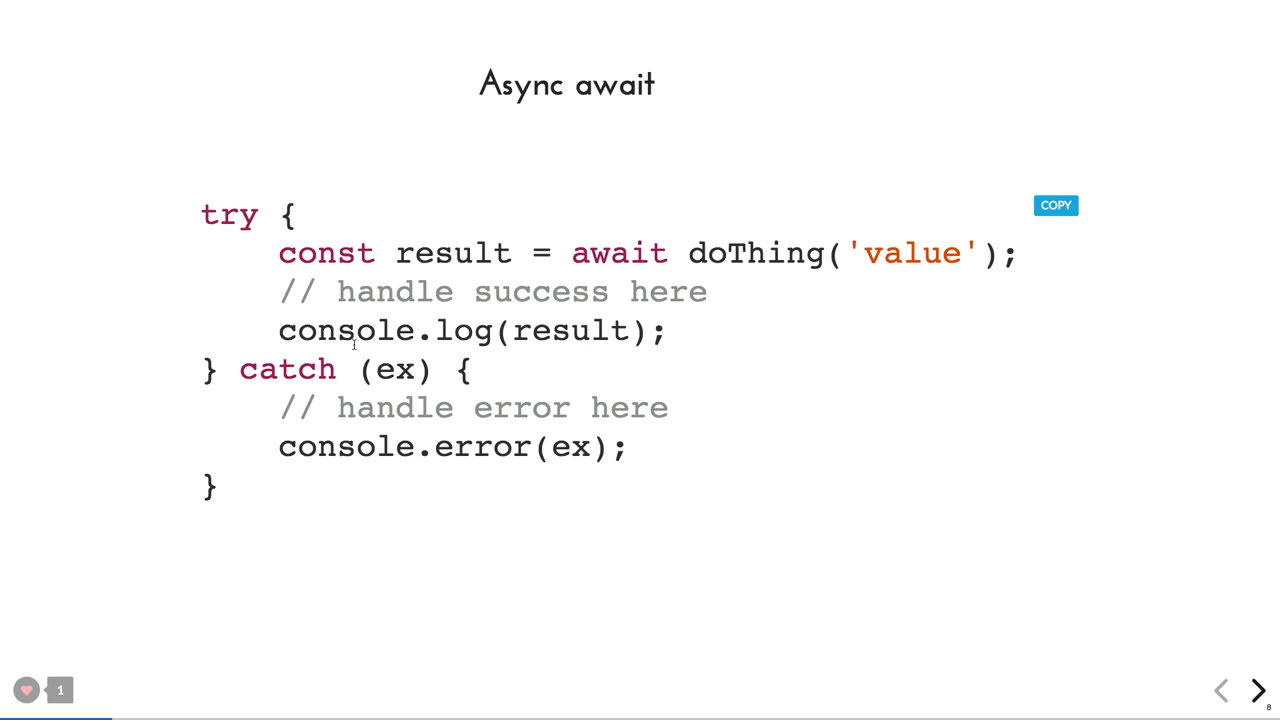 Async await
COPY
try {
    const result = await doThing('value');
    // handle success here
    console.log(result);
} catch (ex) {
    // handle error here
    console.error(ex);
}
1
8